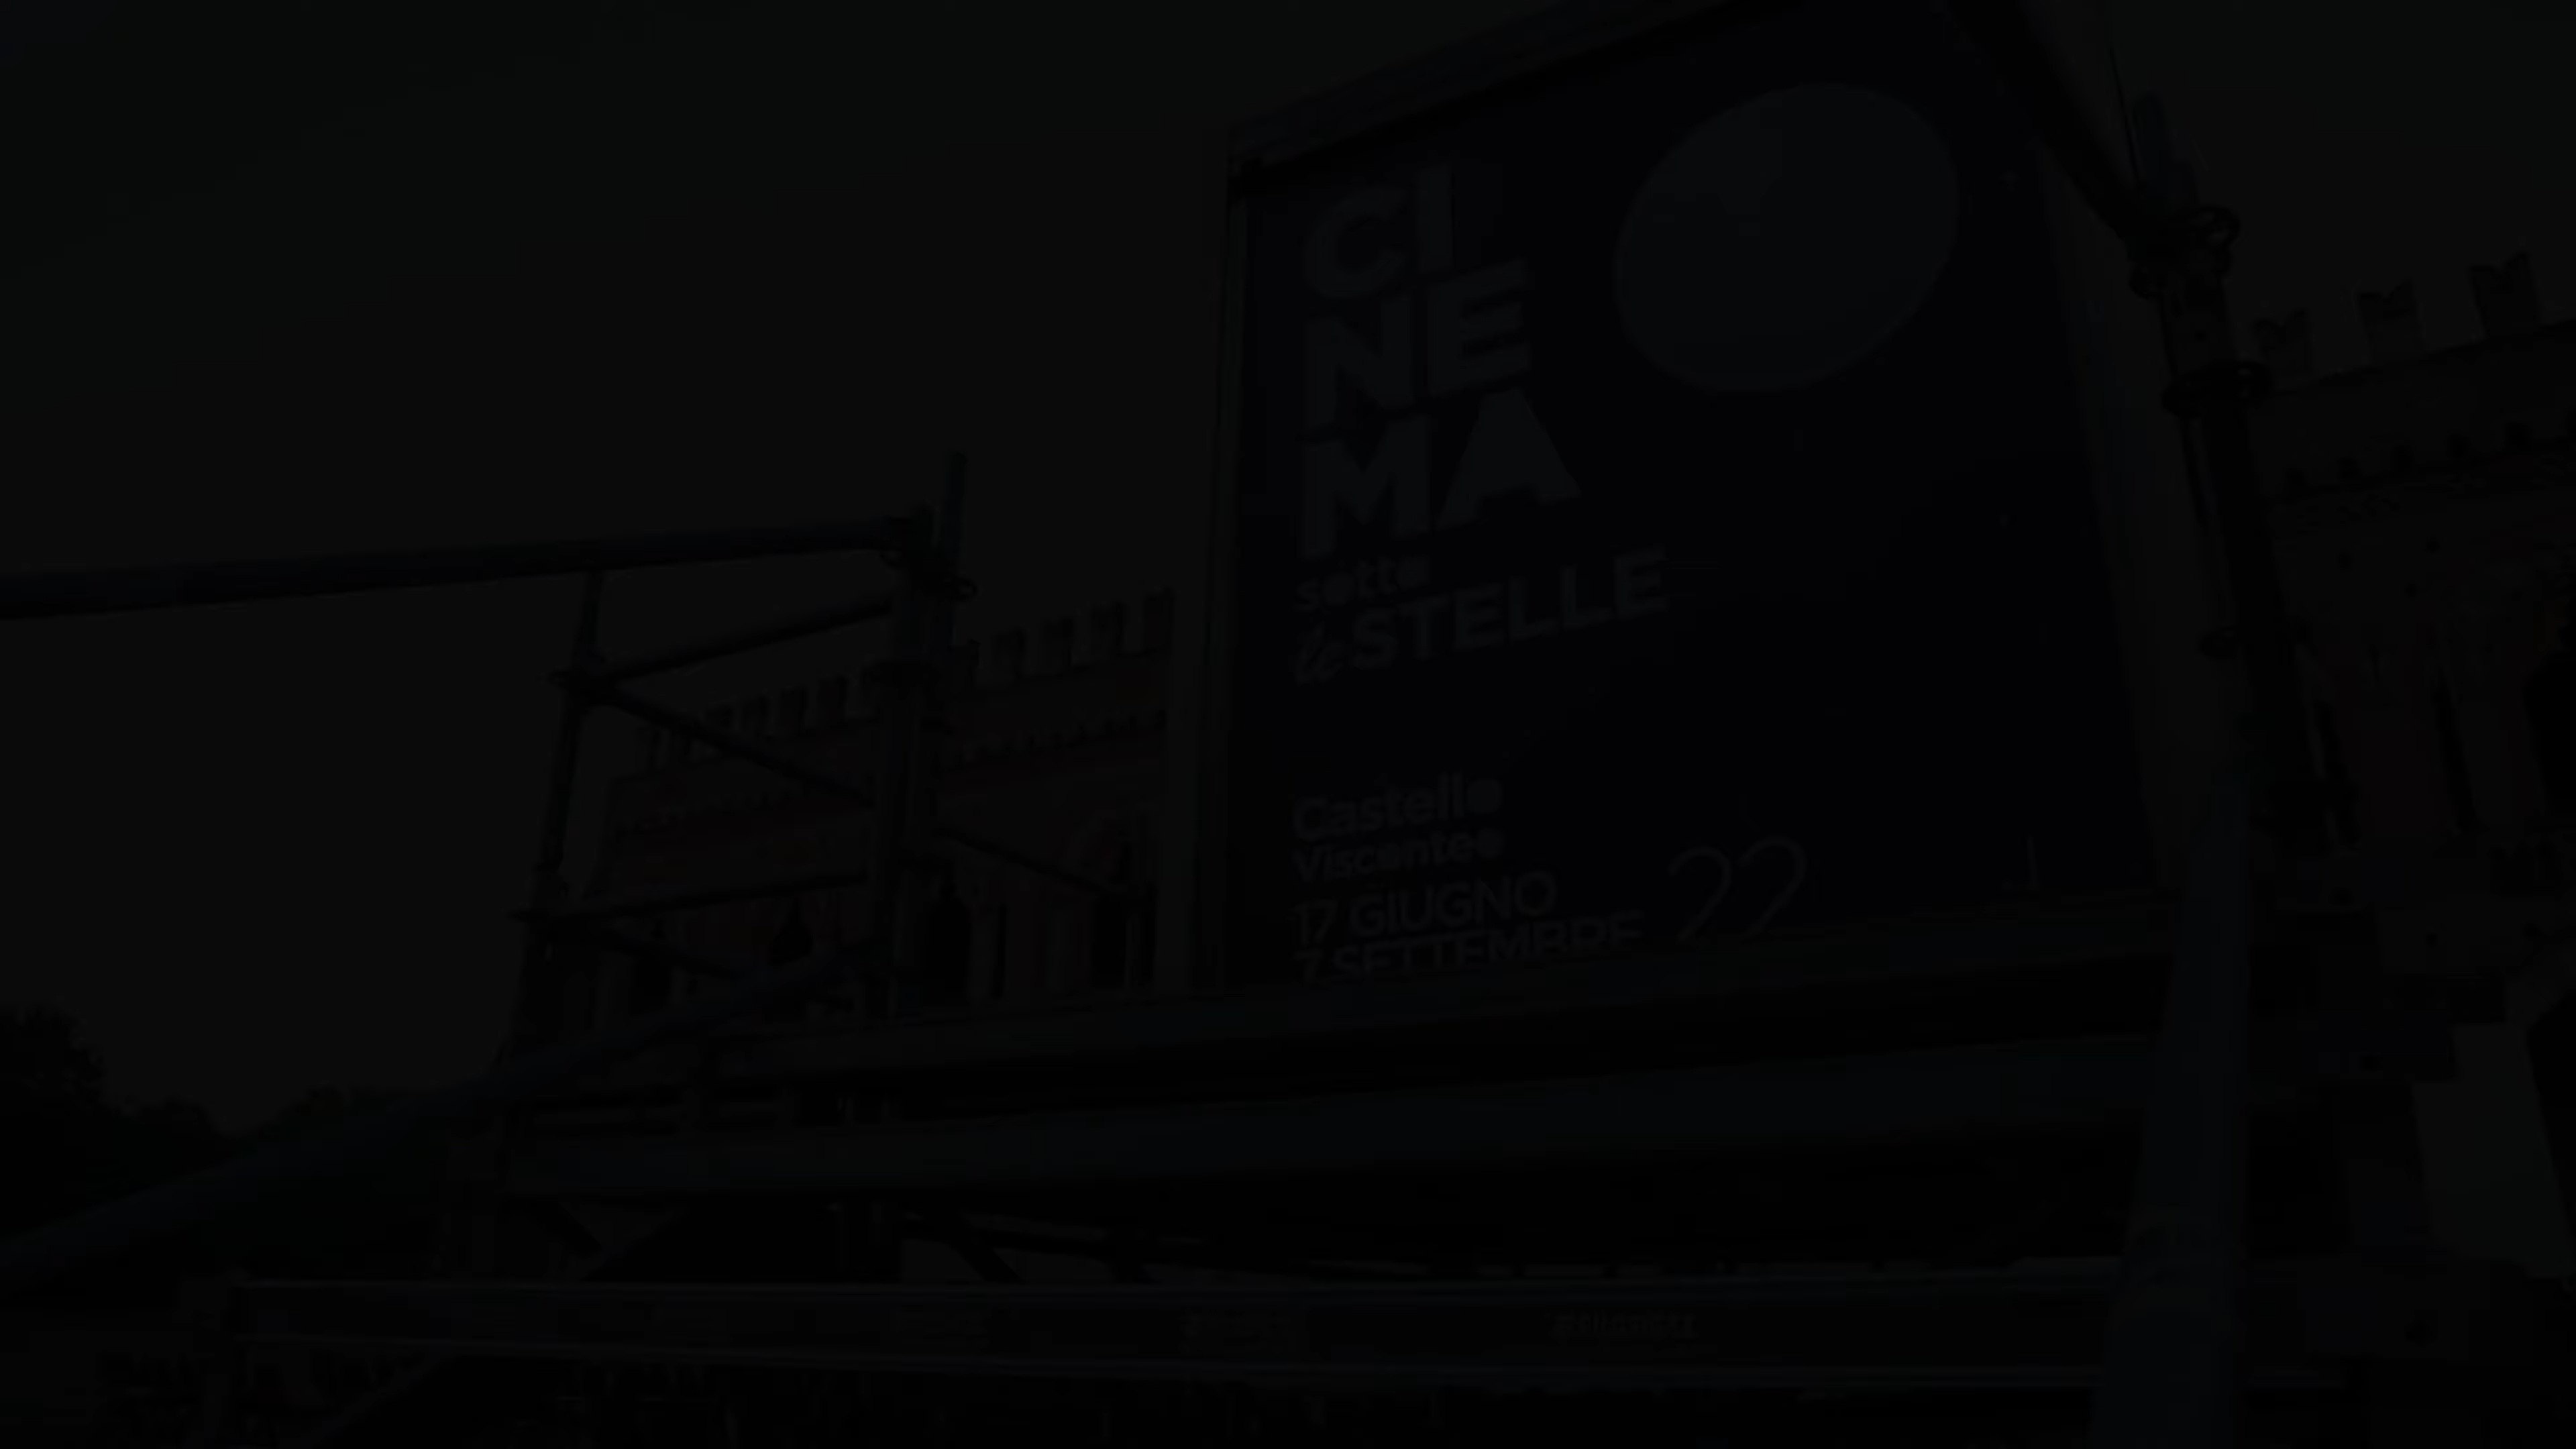 CI
NE
MA
sotto
le STELLE
Castello
Visconteo
17 GIUGNO
7 SETTEMBRE 22